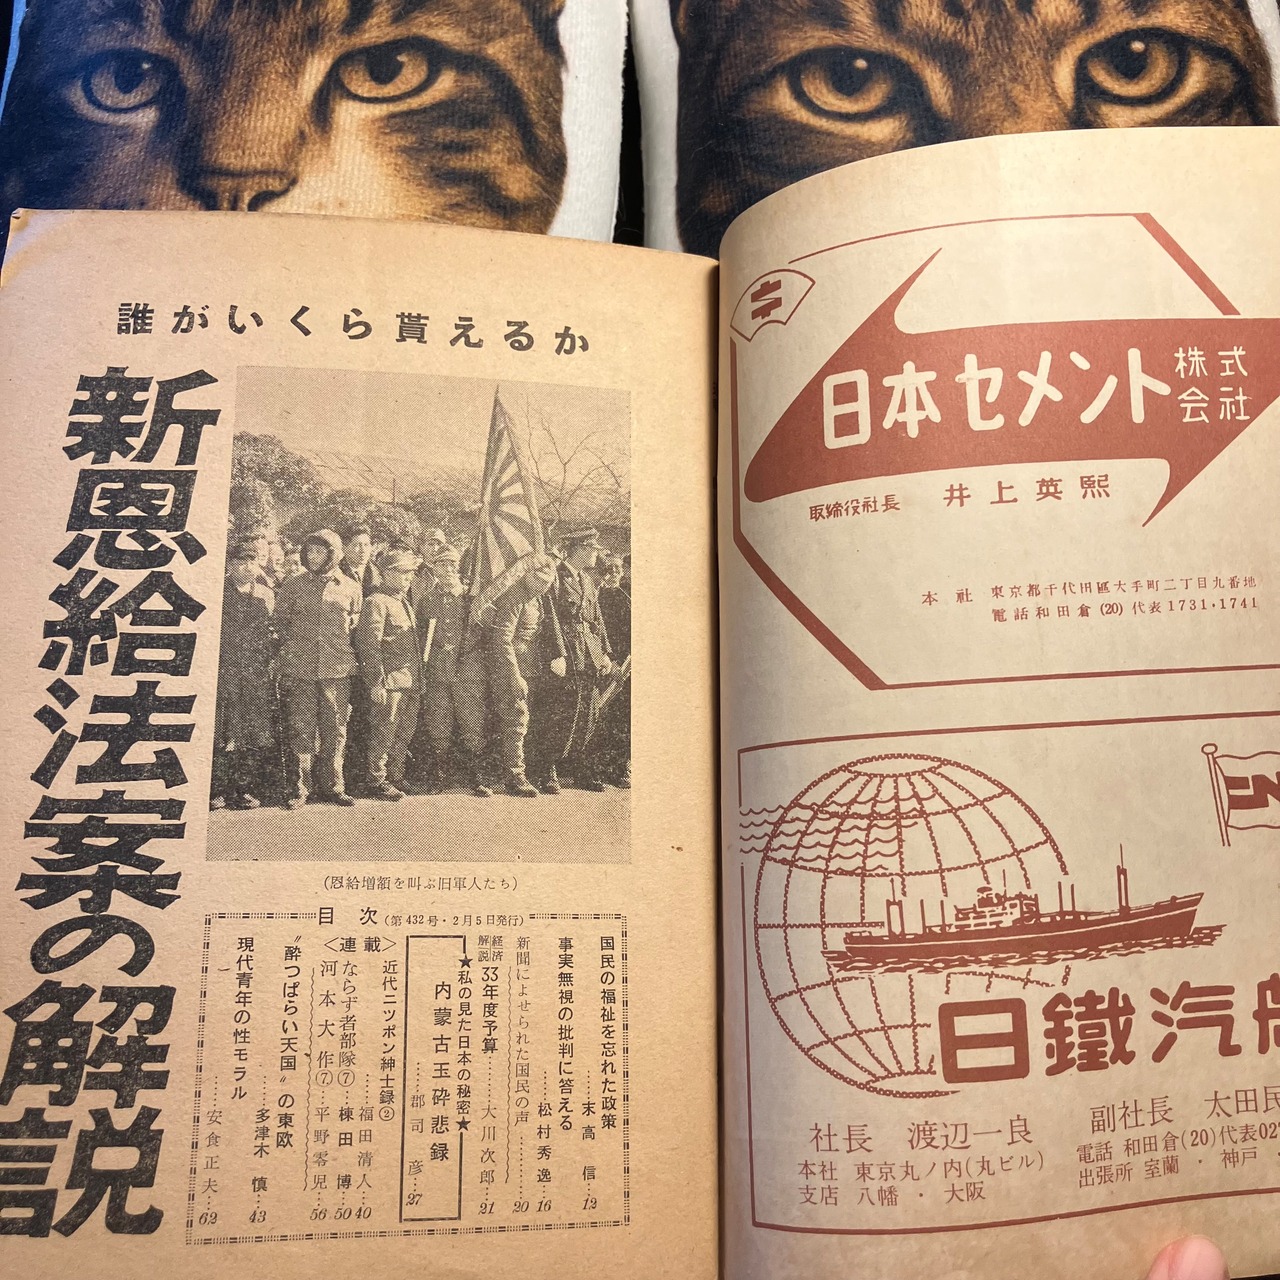 誰がいくら貰えるか
新恩給法案の解説
(恩給増額を叫ぶ旧軍人たち)
目次(第432号・2月5日発行)
国民の福祉を忘れた政策……末高信…12
事実無視の批判に答える……松村秀逸…16
新聞によせられた国民の声……20
経済解説 33年度予算……大川次郎…21
★私の見た日本の秘密★
内蒙古玉砕悲録……郡司彦…27
近代ニッポン紳士録②……福田清人…40
<連載>ならず者部隊⑦…棟田博…50
河本大作⑦…平野零児…56
〝酔っぱらい天国〟の東欧……多津木慎…43
現代青年の性モラル……安食正夫…62
日本セメント株式会社
取締役社長 井上英熙
本社 東京都千代田區大手町二丁目九番地
電話和田倉(20)代表1731・1741
日鐵汽
社長 渡辺一良
副社長 太田民
本社 東京丸ノ内(丸ビル)
電話 和田倉(20)代表02
支店 八幡・大阪
出張所 室蘭・神戸